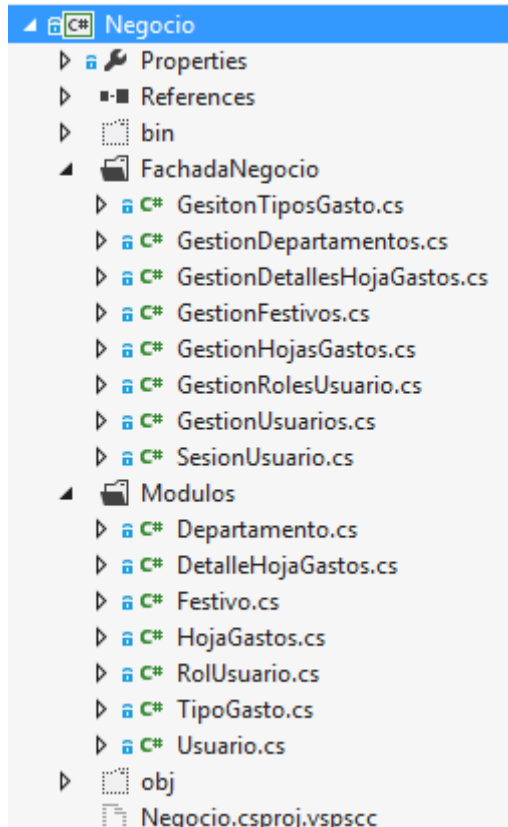 C# Negocio
Properties
References
bin
FachadaNegocio
C# GesitonTiposGasto.cs
C# GestionDepartamentos.cs
C# GestionDetallesHojaGastos.cs
C# GestionFestivos.cs
C# GestionHojasGastos.cs
C# GestionRolesUsuario.cs
C# GestionUsuarios.cs
C# SesionUsuario.cs
Modulos
C# Departamento.cs
C# DetalleHojaGastos.cs
C# Festivo.cs
C# HojaGastos.cs
C# RolUsuario.cs
C# TipoGasto.cs
C# Usuario.cs
obj
Negocio.csproj.vspscc